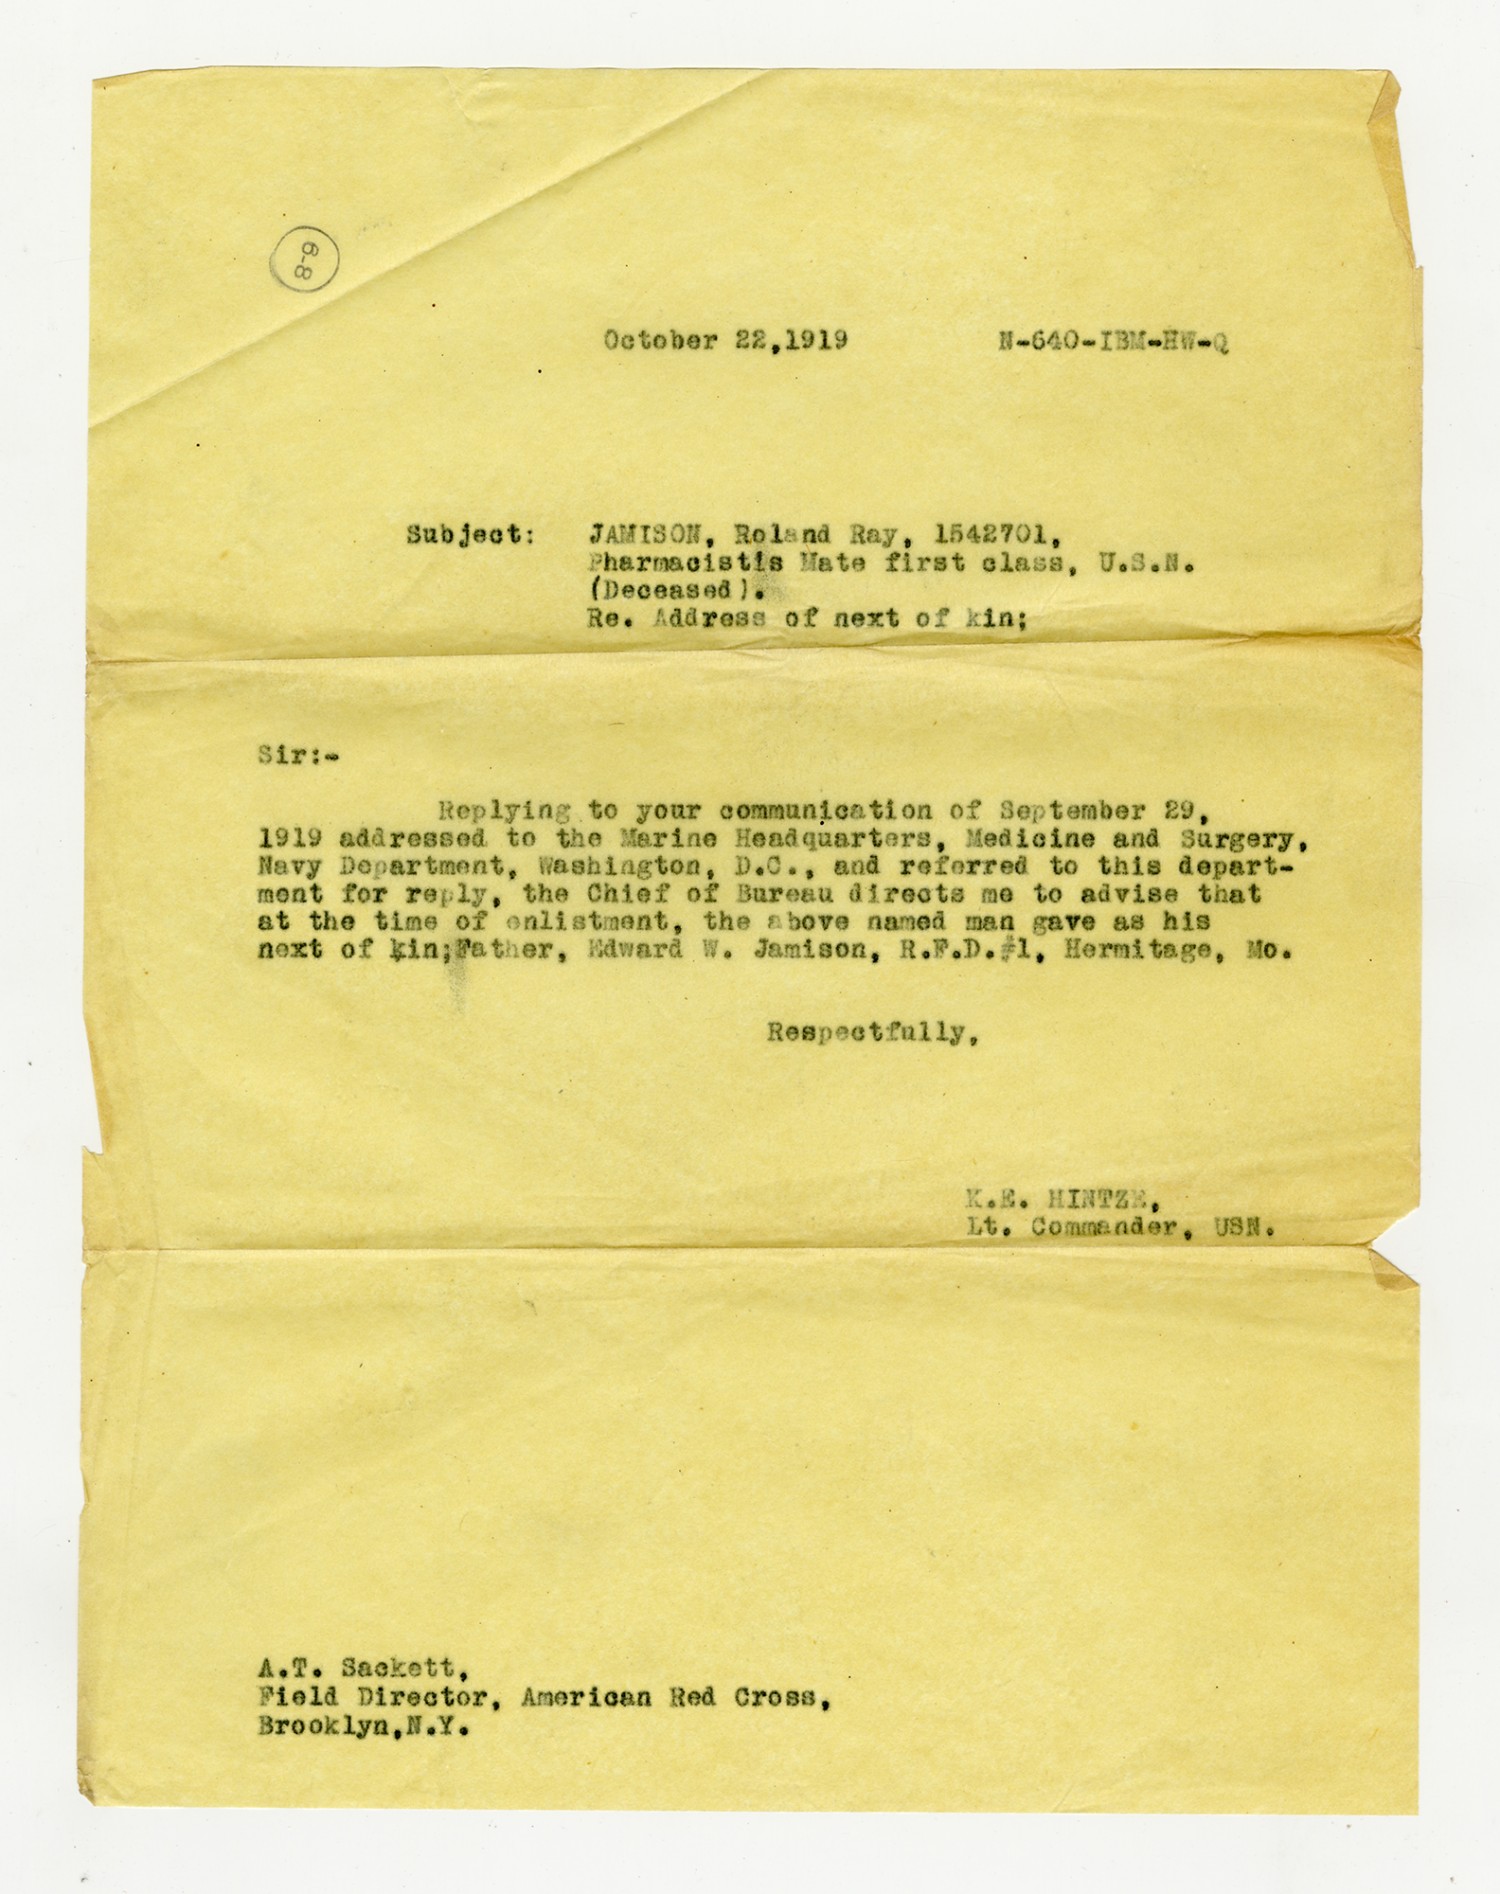 6-8
October 22,1919 N-640-IBM-HW-Q
Subject: JAMISON, Roland Ray, 1542701,
Pharmacistis Mate first class, U.S.N.
(Deceased).
Re. Address of next of kin;
Sir:-
Replying to your communication of September 29,
1919 addressed to the Marine Headquarters, Medicine and Surgery,
Navy Department, Washington, D.C., and referred to this depart-
ment for reply, the Chief of Bureau directs me to advise that
at the time of enlistment, the above named man gave as his
next of kin;Father, Edward W. Jamison, R.F.D.#1, Hermitage, Mo.
Respectfully,
K.E. HINTZE,
Lt. Commander, USN.
A.T. Sackett,
Field Director, American Red Cross,
Brooklyn,N.Y.